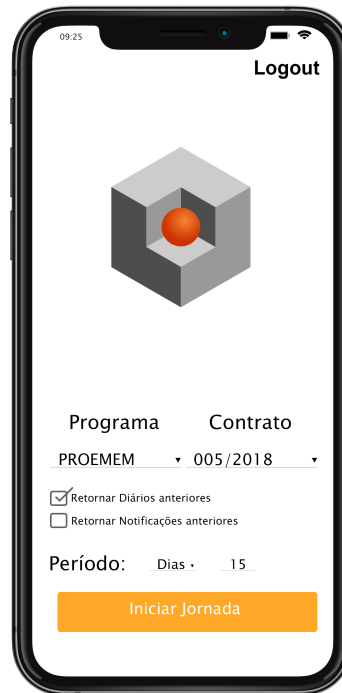 09:25
Logout
Programa Contrato
PROEMEM 005/2018
Retornar Diários anteriores
Retornar Notificações anteriores
Período: Dias 15
Iniciar Jornada